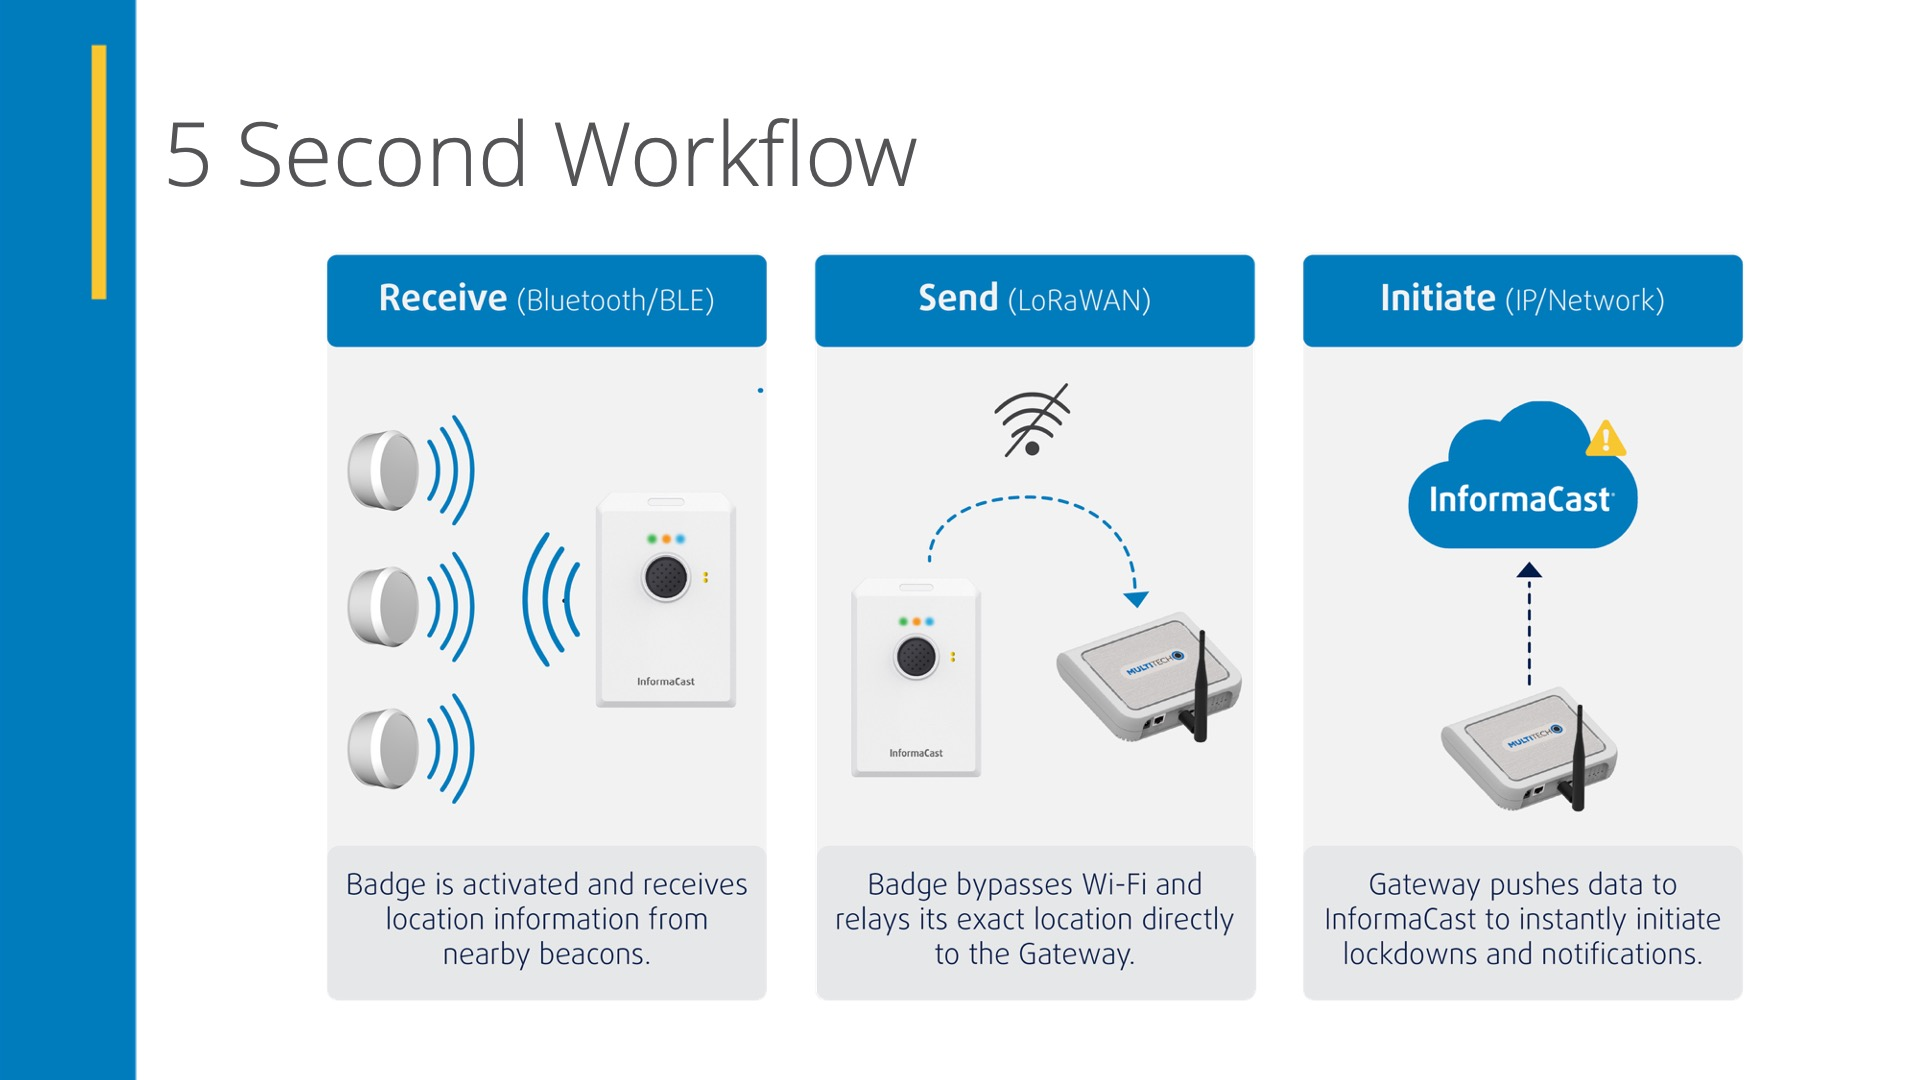 5 Second Workflow
Receive (Bluetooth/BLE)
InformaCast
Badge is activated and receives
location information from
nearby beacons.
Send (LoRaWAN)
InformaCast
MULTITECH
Badge bypasses Wi-Fi and
relays its exact location directly
to the Gateway.
Initiate (IP/Network)
InformaCast
MULTITECH
Gateway pushes data to
InformaCast to instantly initiate
lockdowns and notifications.